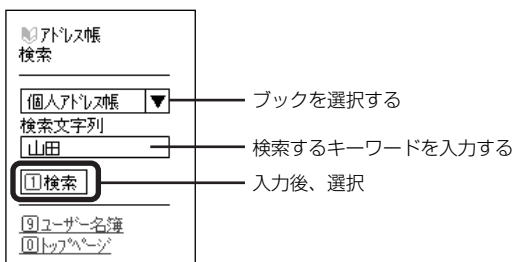 ｱﾄﾞﾚｽ帳
検索
個人ｱﾄﾞﾚｽ帳 ▼
ブックを選択する
検索文字列
山田
検索するキーワードを入力する
1検索
入力後、選択
9ﾕｰｻﾞｰ名簿
0ﾄｯﾌﾟﾍﾟｰｼﾞ